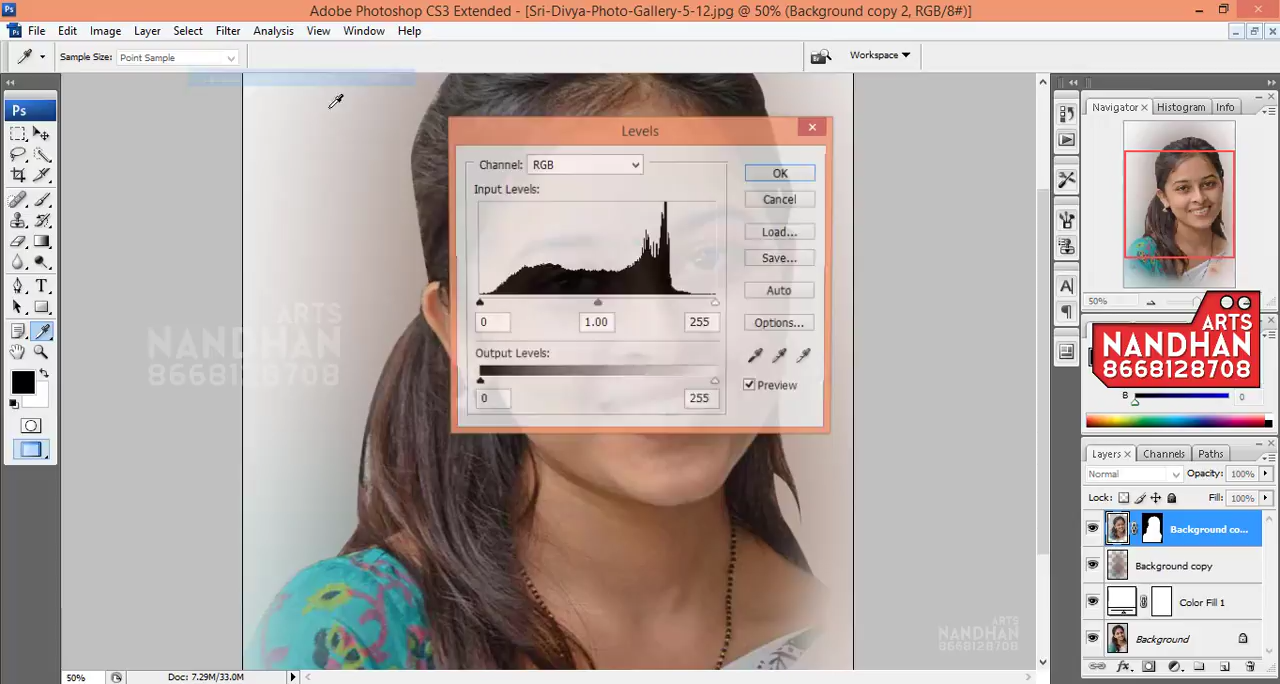 Adobe Photoshop CS3 Extended - [Sri-Divya-Photo-Gallery-5-12.jpg @ 50% (Background copy 2, RGB/8#)]
File Edit Image Layer Select Filter Analysis View Window Help
Sample Size: Point Sample
Workspace
Ps
Levels
Channel: RGB
Input Levels:
0 1.00 255
Output Levels:
0 255
OK
Cancel
Load...
Save...
Auto
Options...
Preview
ARTS
NANDHAN
8668128708
Navigator Histogram Info
50%
ARTS
NANDHAN
8668128708
B 0
Layers Channels Paths
Normal Opacity: 100%
Lock: Fill: 100%
Background co...
Background copy
Color Fill 1
Background
ARTS
NANDHAN
8668128708
50% Doc: 7.29M/33.0M